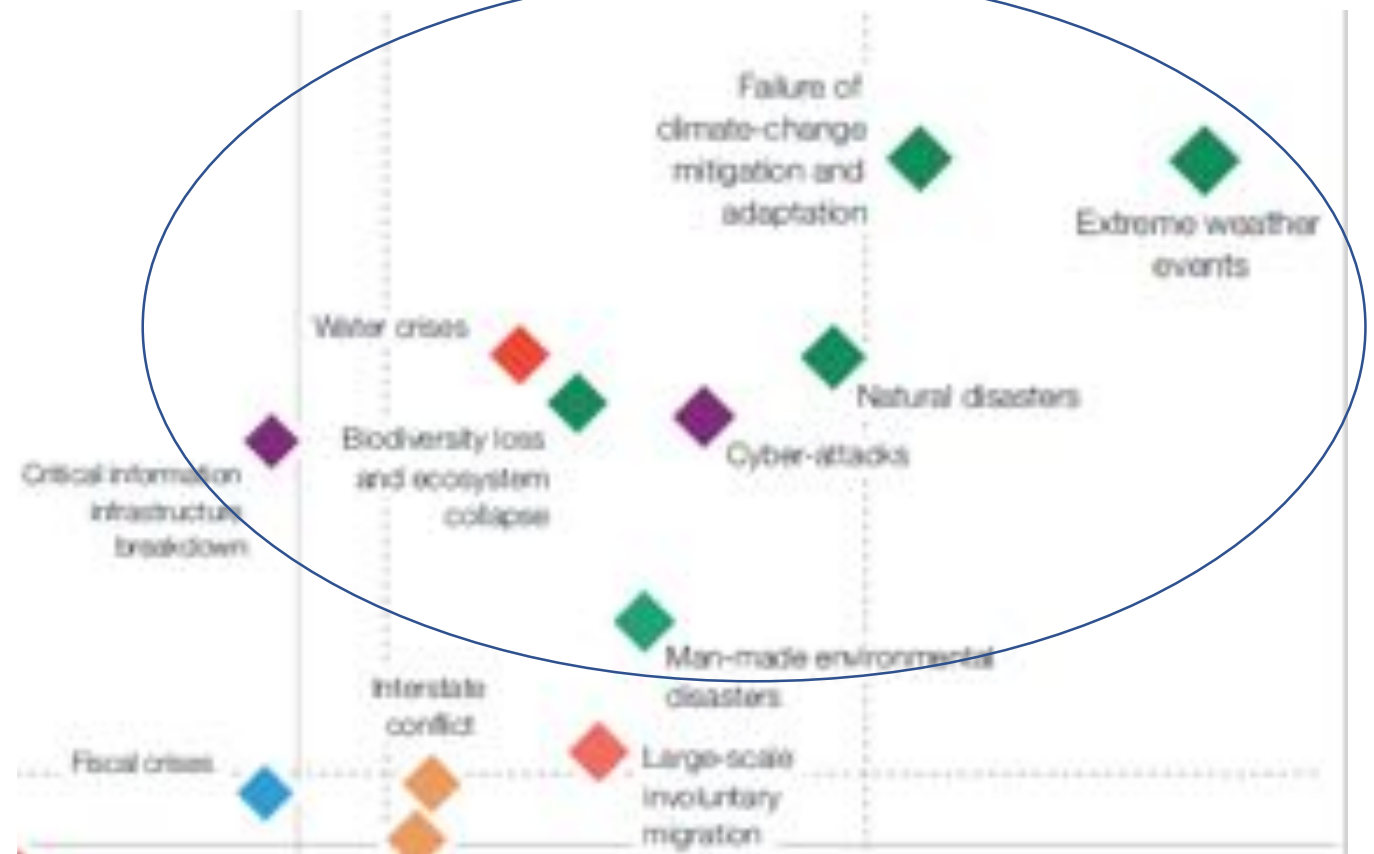 Failure of
climate-change
mitigation and
adaptation
Extreme weather
events
Water crises
Natural disasters
Biodiversity loss
and ecosystem
collapse
Cyber-attacks
Critical information
infrastructure
breakdown
Man-made environmental
disasters
Interstate
conflict
Fiscal crises
Large-scale
involuntary
migration